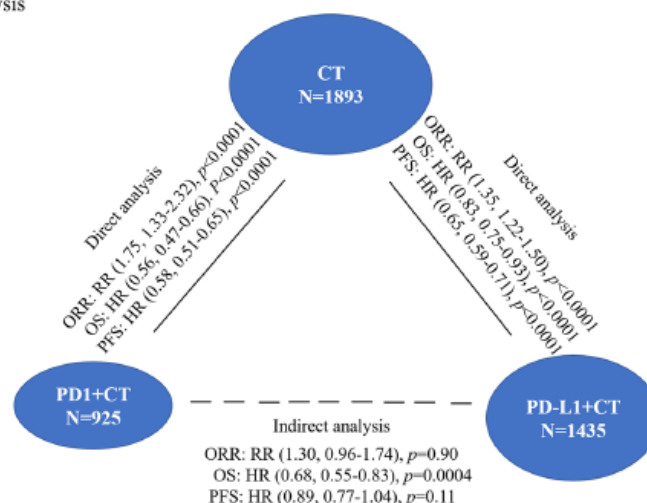 ysis
CT
N=1893
Direct analysis
ORR: RR (1.75, 1.33-2.32), p<0.0001
OS: HR (0.56, 0.47-0.66), p<0.0001
PFS: HR (0.58, 0.51-0.65), p<0.0001
Direct analysis
ORR: RR (1.35, 1.22-1.50), p<0.0001
OS: HR (0.83, 0.75-0.93), p<0.0001
PFS: HR (0.65, 0.59-0.71), p<0.0001
PD1+CT
N=925
PD-L1+CT
N=1435
Indirect analysis
ORR: RR (1.30, 0.96-1.74), p=0.90
OS: HR (0.68, 0.55-0.83), p=0.0004
PFS: HR (0.89, 0.77-1.04), p=0.11